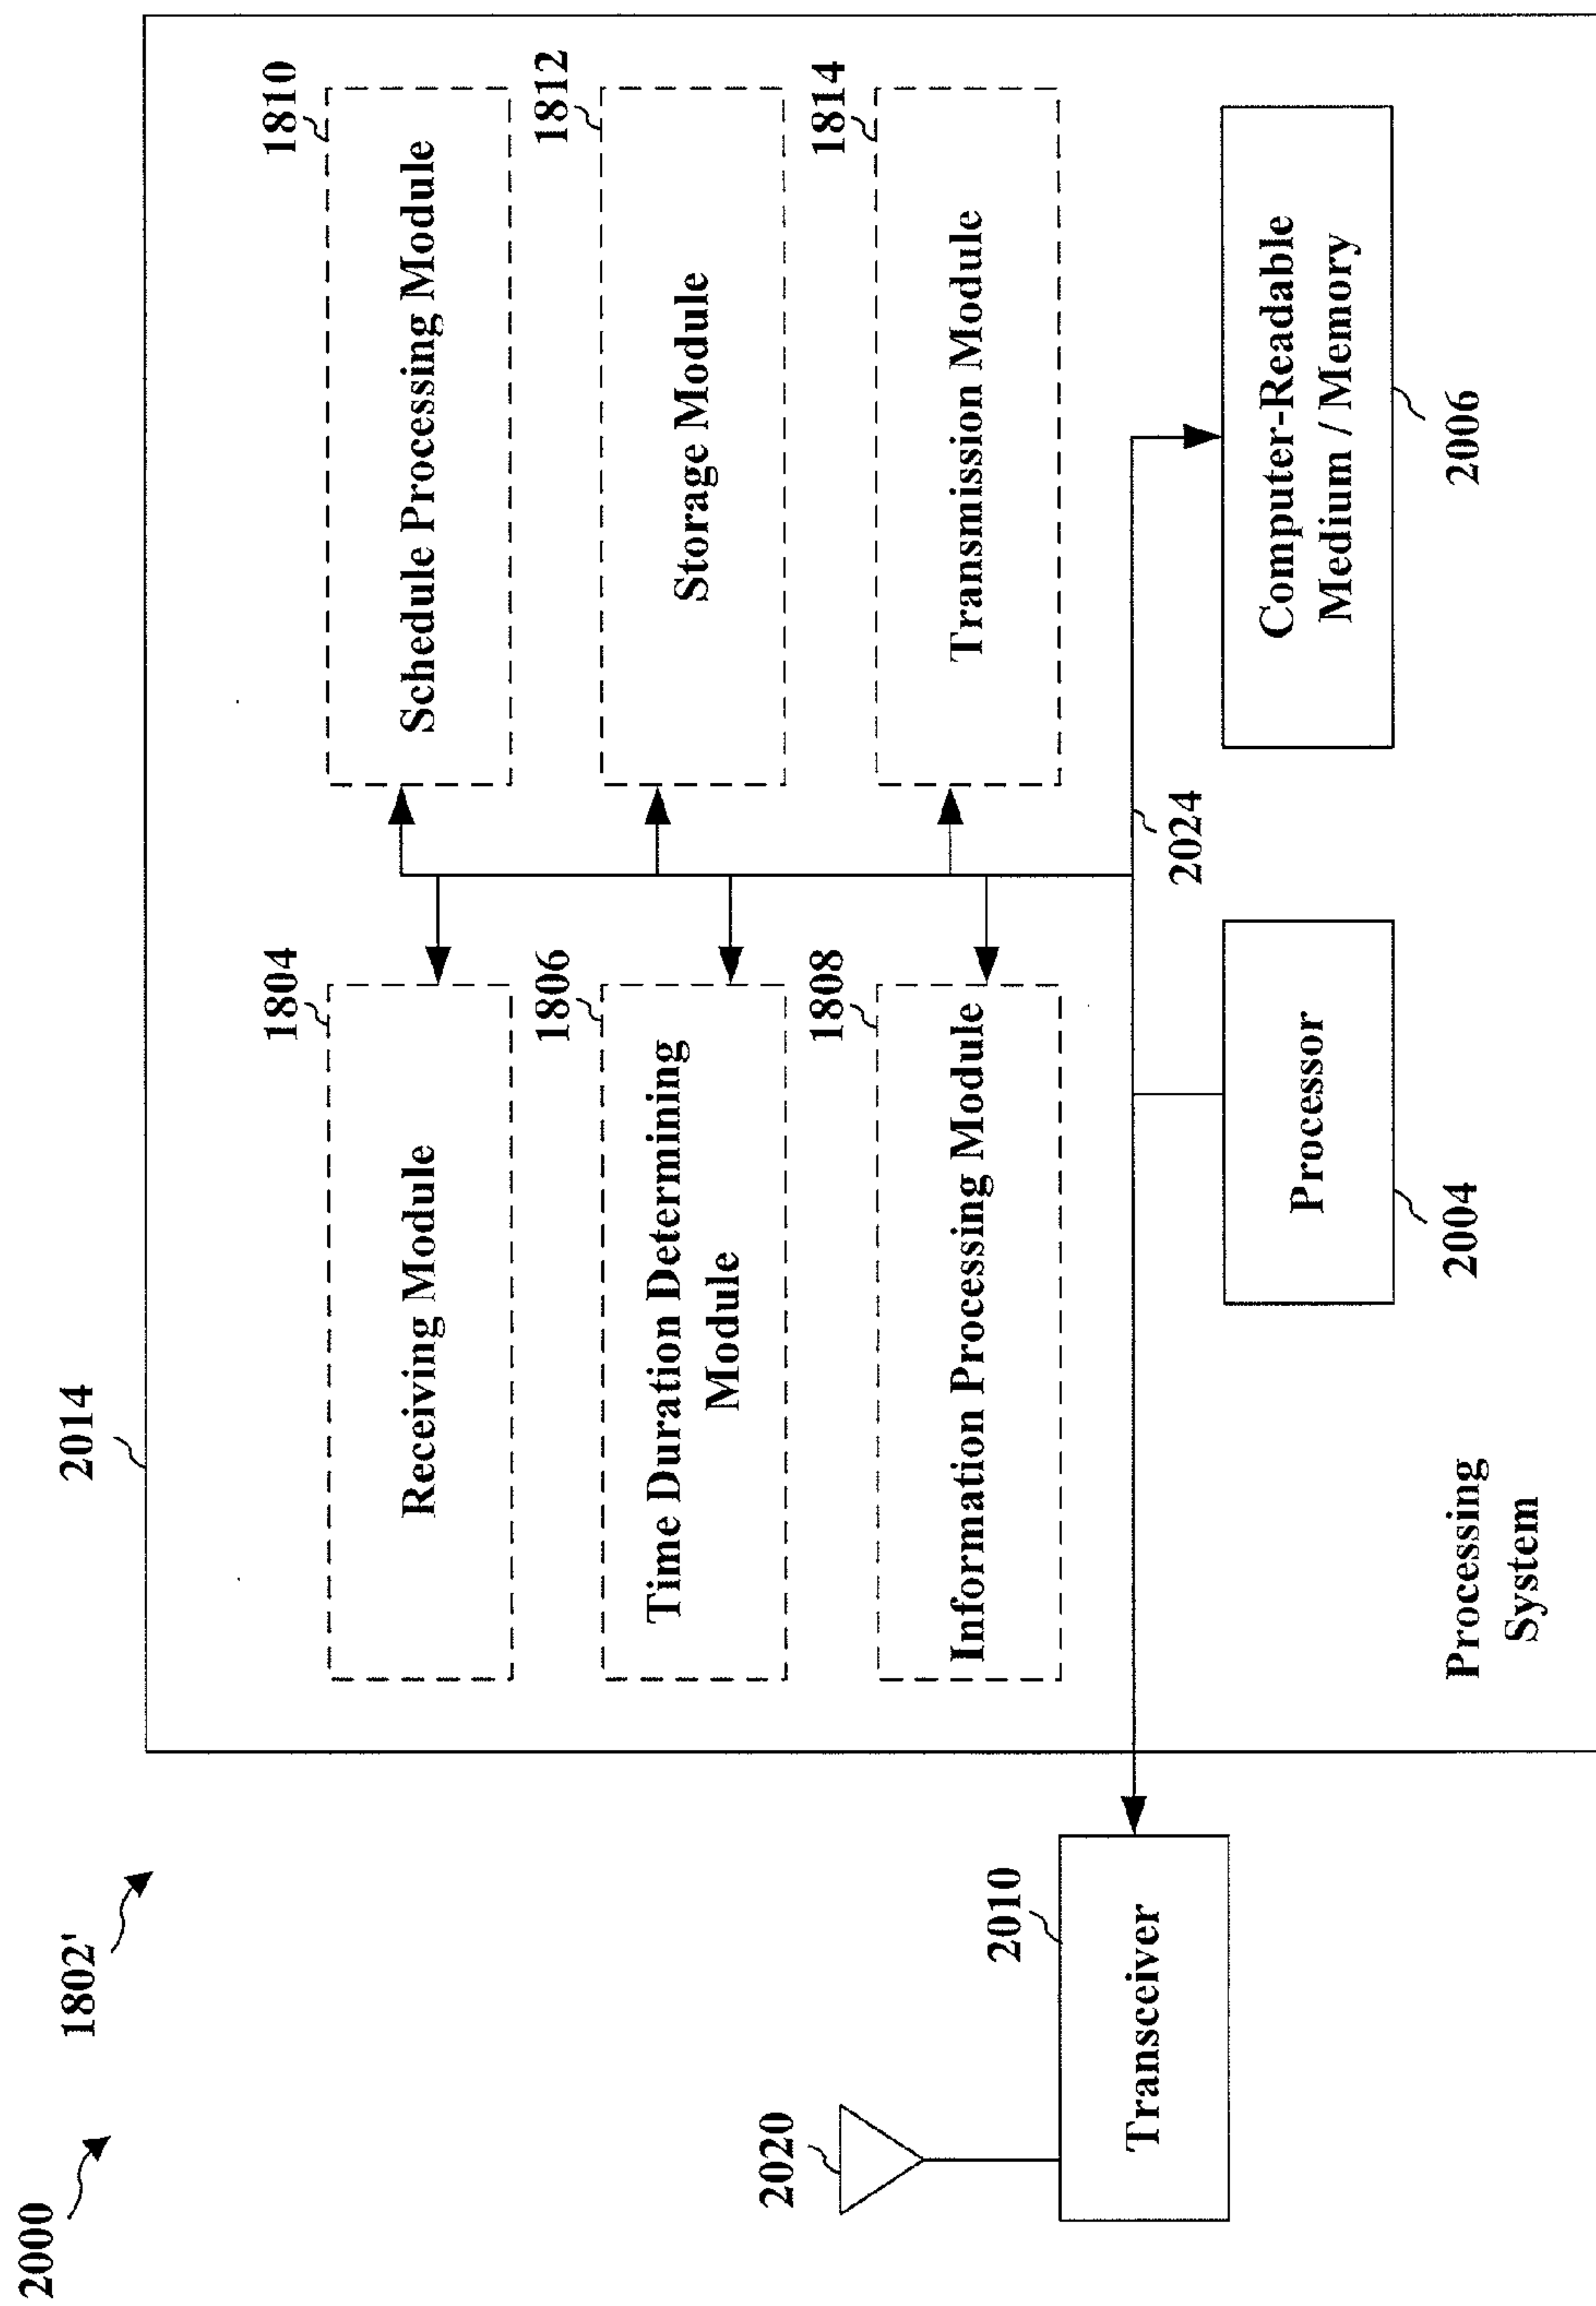 2000
1802'
2014
1804
Receiving Module
1810
Schedule Processing Module
1806
Time Duration Determining
Module
1812
Storage Module
1808
Information Processing Module
1814
Transmission Module
2020
2010
Transceiver
2024
Processor
2004
Computer-Readable
Medium / Memory
2006
Processing
System